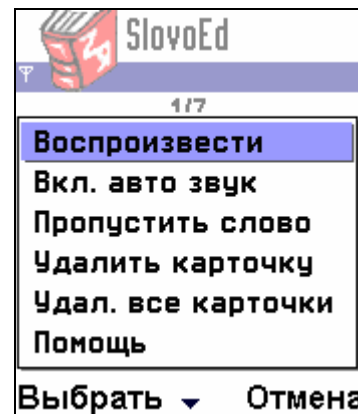 SlovoEd
1/7
Воспроизвести
Вкл. авто звук
Пропустить слово
Удалить карточку
Удал. все карточки
Помощь
Выбрать Отмена